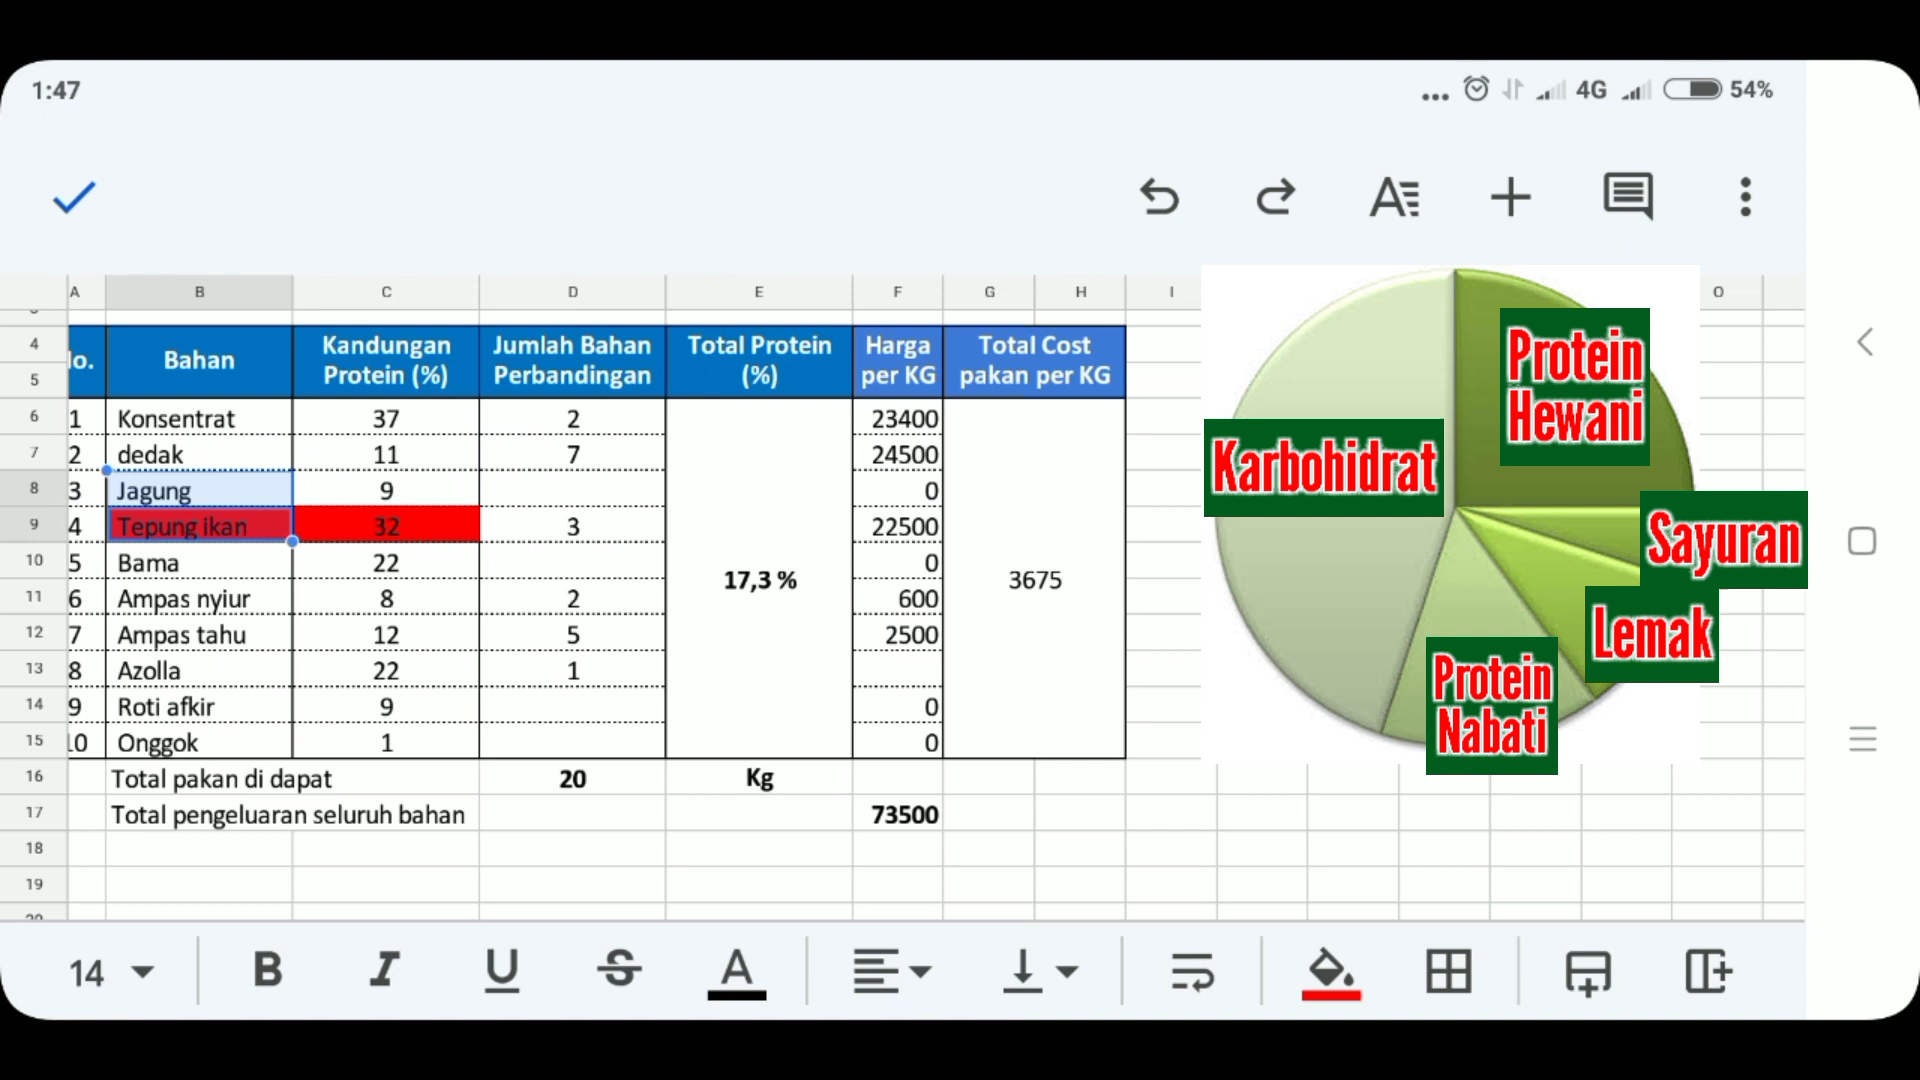 1:47
... 4G 54%
A B C D E F G H I O
4 5 lo. Bahan Kandungan Protein (%) Jumlah Bahan Perbandingan Total Protein (%) Harga per KG Total Cost pakan per KG
6 1 Konsentrat 37 2 23400
7 2 dedak 11 7 24500
8 3 Jagung 9 0
9 4 Tepung ikan 32 3 22500
10 5 Bama 22 17,3 % 0 3675
11 6 Ampas nyiur 8 2 600
12 7 Ampas tahu 12 5 2500
13 8 Azolla 22 1
14 9 Roti afkir 9 0
15 10 Onggok 1 0
16 Total pakan di dapat 20 Kg
17 Total pengeluaran seluruh bahan 73500
18
19
Protein
Hewani
Karbohidrat
Sayuran
Lemak
Protein
Nabati
14 B I U S A